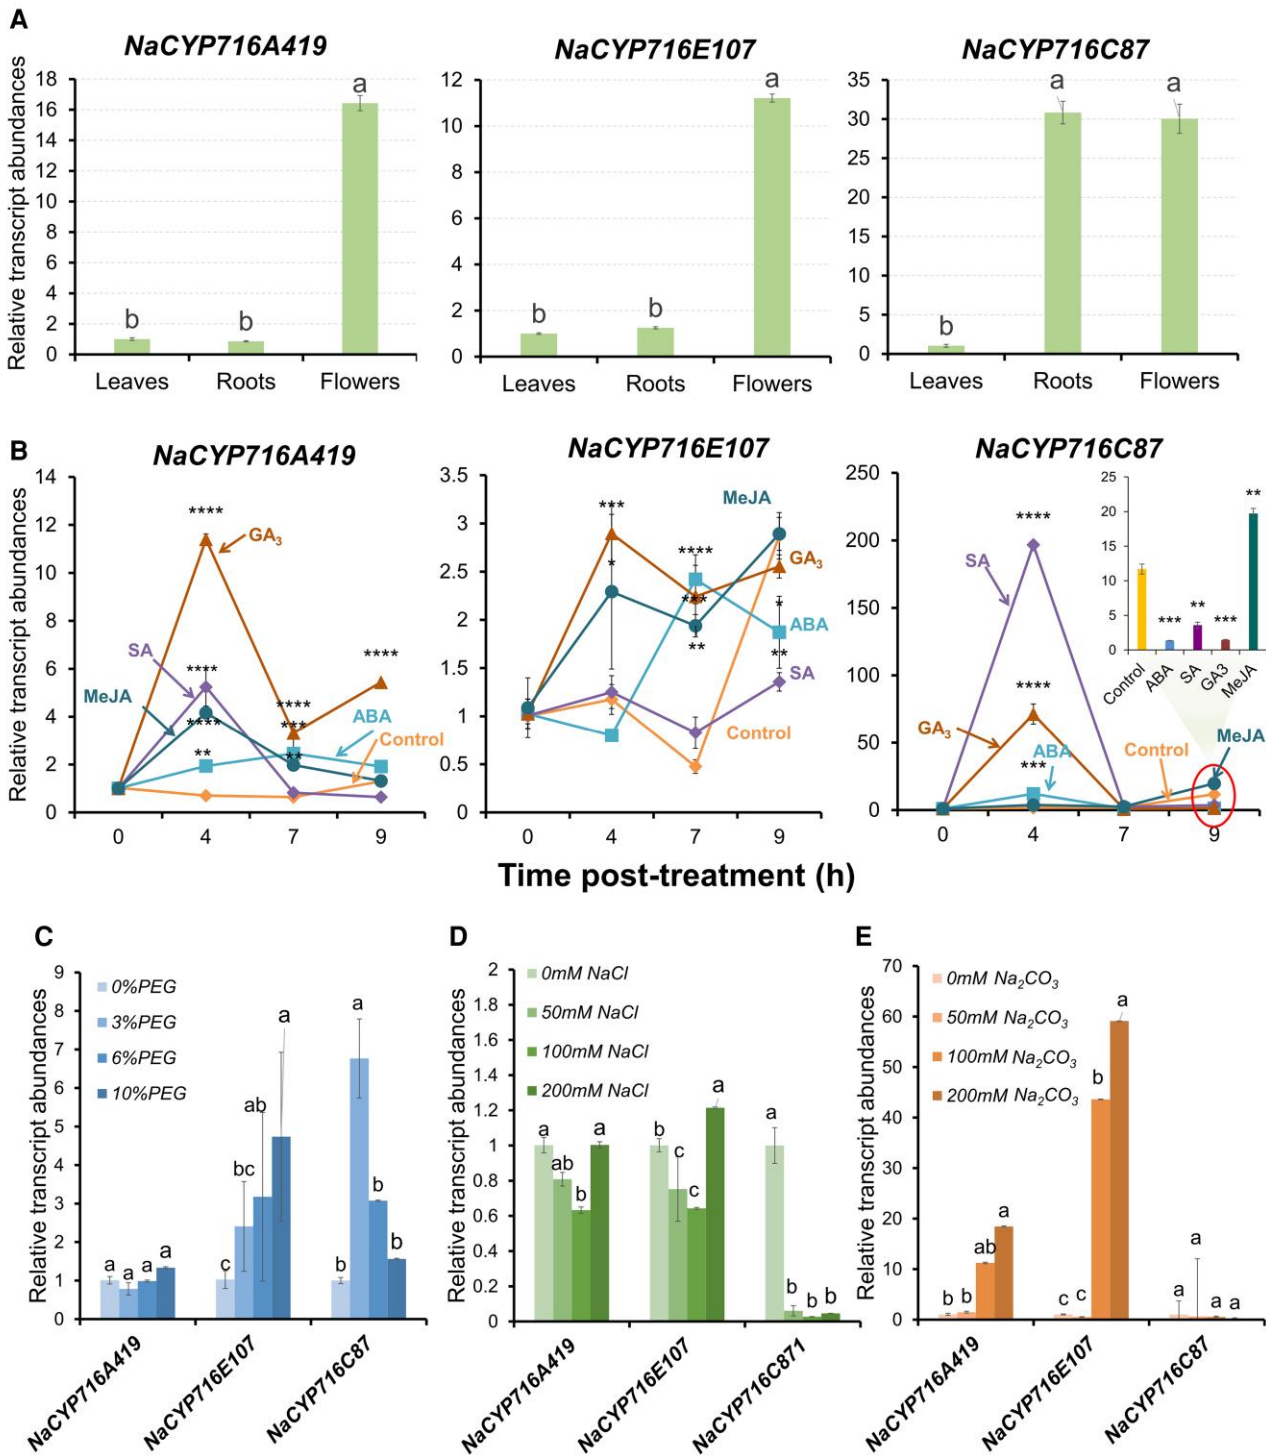 A
NaCYP716A419
NaCYP716E107
NaCYP716C87
Relative transcript abundances
18
16
14
12
10
8
6
4
2
0
b
b
a
Leaves
Roots
Flowers
12
10
8
6
4
2
0
b
b
a
Leaves
Roots
Flowers
35
30
25
20
15
10
5
0
b
a
a
Leaves
Roots
Flowers
B
NaCYP716A419
NaCYP716E107
NaCYP716C87
Relative transcript abundances
14
12
10
8
6
4
2
0
****
GA3
SA
****
MeJA
****
**
****
***
**
****
ABA
Control
0
4
7
9
3.5
3
2.5
2
1.5
1
0.5
0
***
*
****
***
**
MeJA
GA3
*
ABA
**
SA
Control
0
4
7
9
250
200
150
100
50
0
****
SA
****
GA3
ABA
***
Control
MeJA
0
4
7
9
25
20
15
10
5
0
***
**
***
**
Control
ABA
SA
GA3
MeJA
Time post-treatment (h)
C
Relative transcript abundances
9
8
7
6
5
4
3
2
1
0
0%PEG
3%PEG
6%PEG
10%PEG
a
a
a
a
c
bc
ab
a
b
a
b
b
NaCYP716A419
NaCYP716E107
NaCYP716C87
D
Relative transcript abundances
2
1.8
1.6
1.4
1.2
1
0.8
0.6
0.4
0.2
0
0mM NaCl
50mM NaCl
100mM NaCl
200mM NaCl
a
ab
b
a
b
c
c
a
a
b
b
b
NaCYP716A419
NaCYP716E107
NaCYP716C871
E
Relative transcript abundances
70
60
50
40
30
20
10
0
0mM Na2CO3
50mM Na2CO3
100mM Na2CO3
200mM Na2CO3
b
b
ab
a
c
c
b
a
a
a
a
a
NaCYP716A419
NaCYP716E107
NaCYP716C87